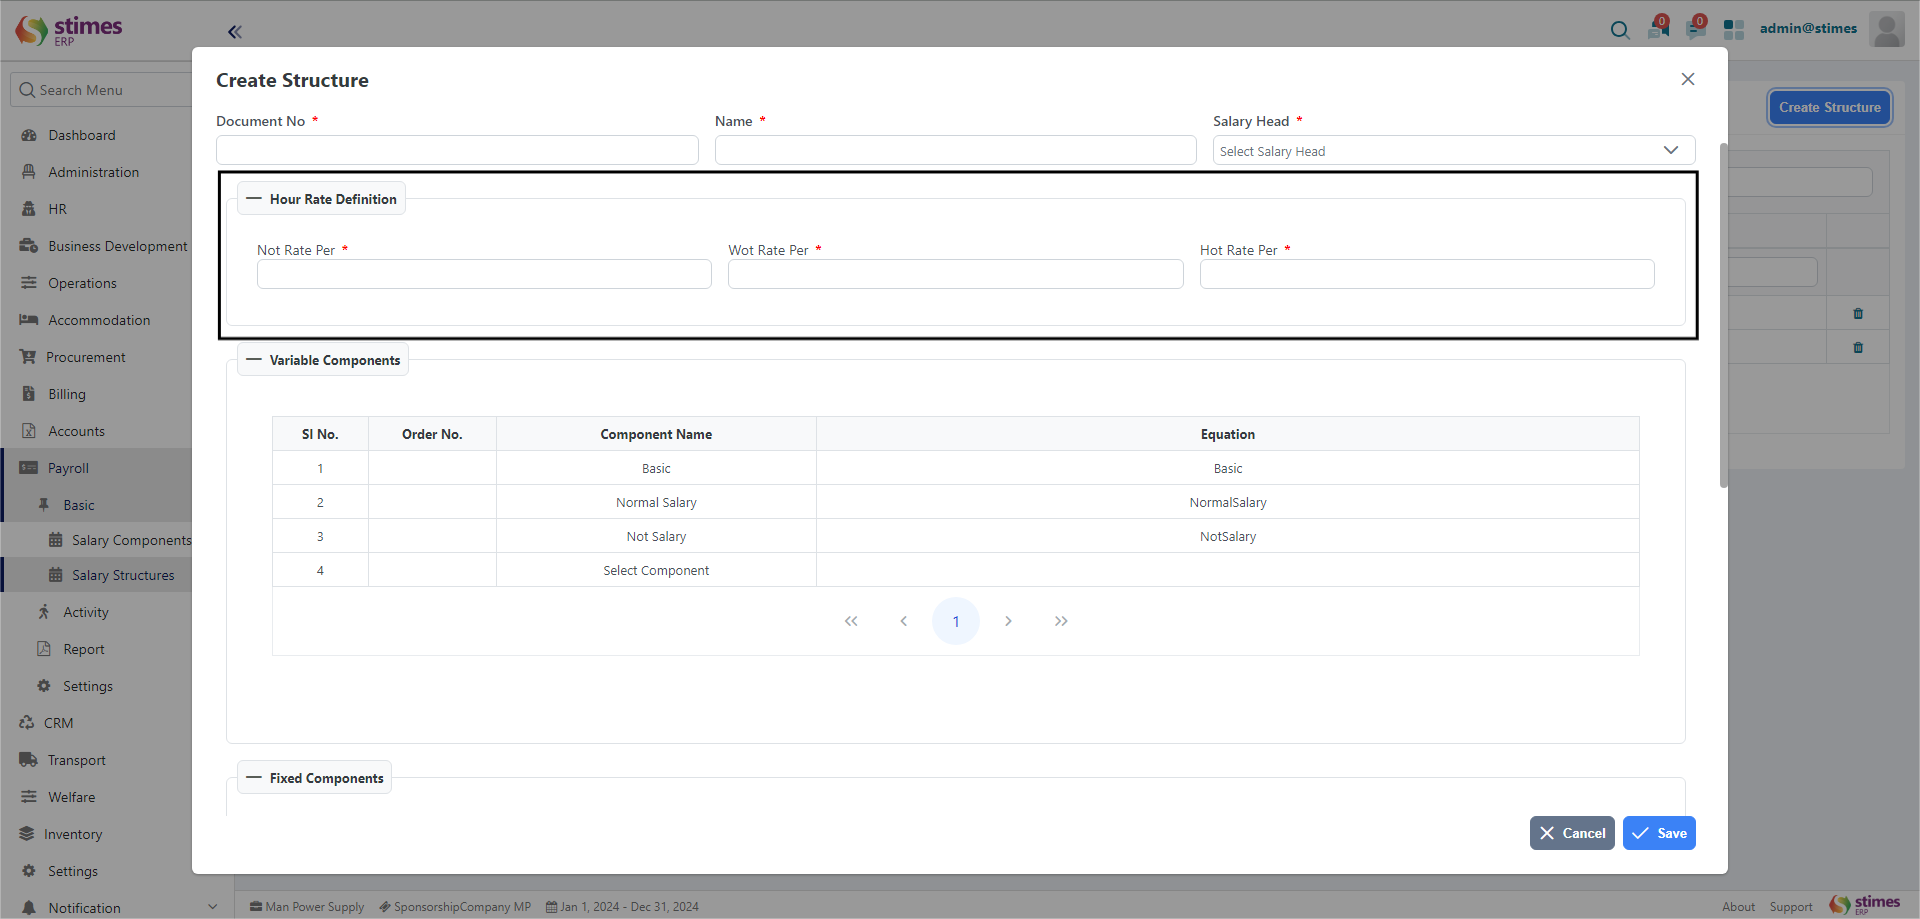 stimes
ERP
0
0
admin@stimes
Search Menu
Dashboard
Administration
HR
Business Development
Operations
Accommodation
Procurement
Billing
Accounts
Payroll
Basic
Salary Components
Salary Structures
Activity
Report
Settings
CRM
Transport
Welfare
Inventory
Settings
Notification
Create Structure
Create Structure
Document No *
Name *
Salary Head *
Select Salary Head
Hour Rate Definition
Not Rate Per *
Wot Rate Per *
Hot Rate Per *
Variable Components
Sl No. Order No. Component Name Equation
1 Basic Basic
2 Normal Salary NormalSalary
3 Not Salary NotSalary
4 Select Component
1
Fixed Components
Cancel
Save
Man Power Supply SponsorshipCompany MP Jan 1, 2024 - Dec 31, 2024
About Support
stimes
ERP